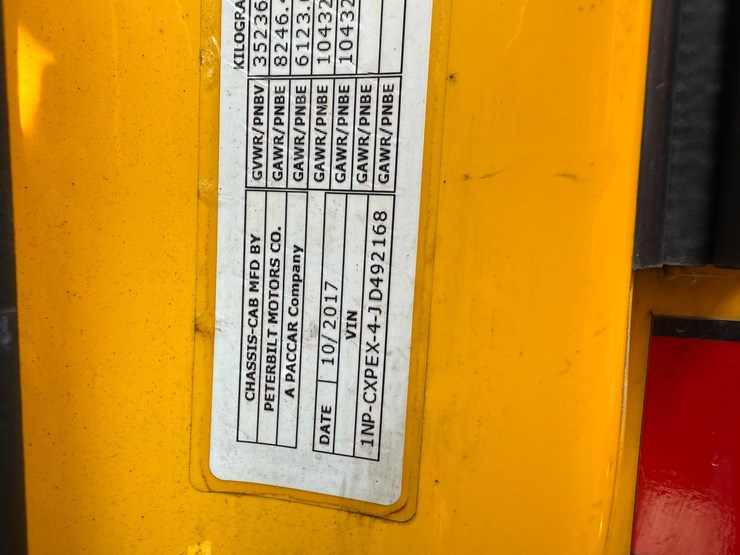 CHASSIS-CAB MFD BY
PETERBILT MOTORS CO.
A PACCAR Company
DATE 10/2017
VIN
1NP-CXPEX-4-JD492168
KILOGRA
GVWR/PNBV 35236
GAWR/PNBE 8246.
GAWR/PNBE 6123.
GAWR/PNBE 10432
GAWR/PNBE 10432
GAWR/PNBE
GAWR/PNBE